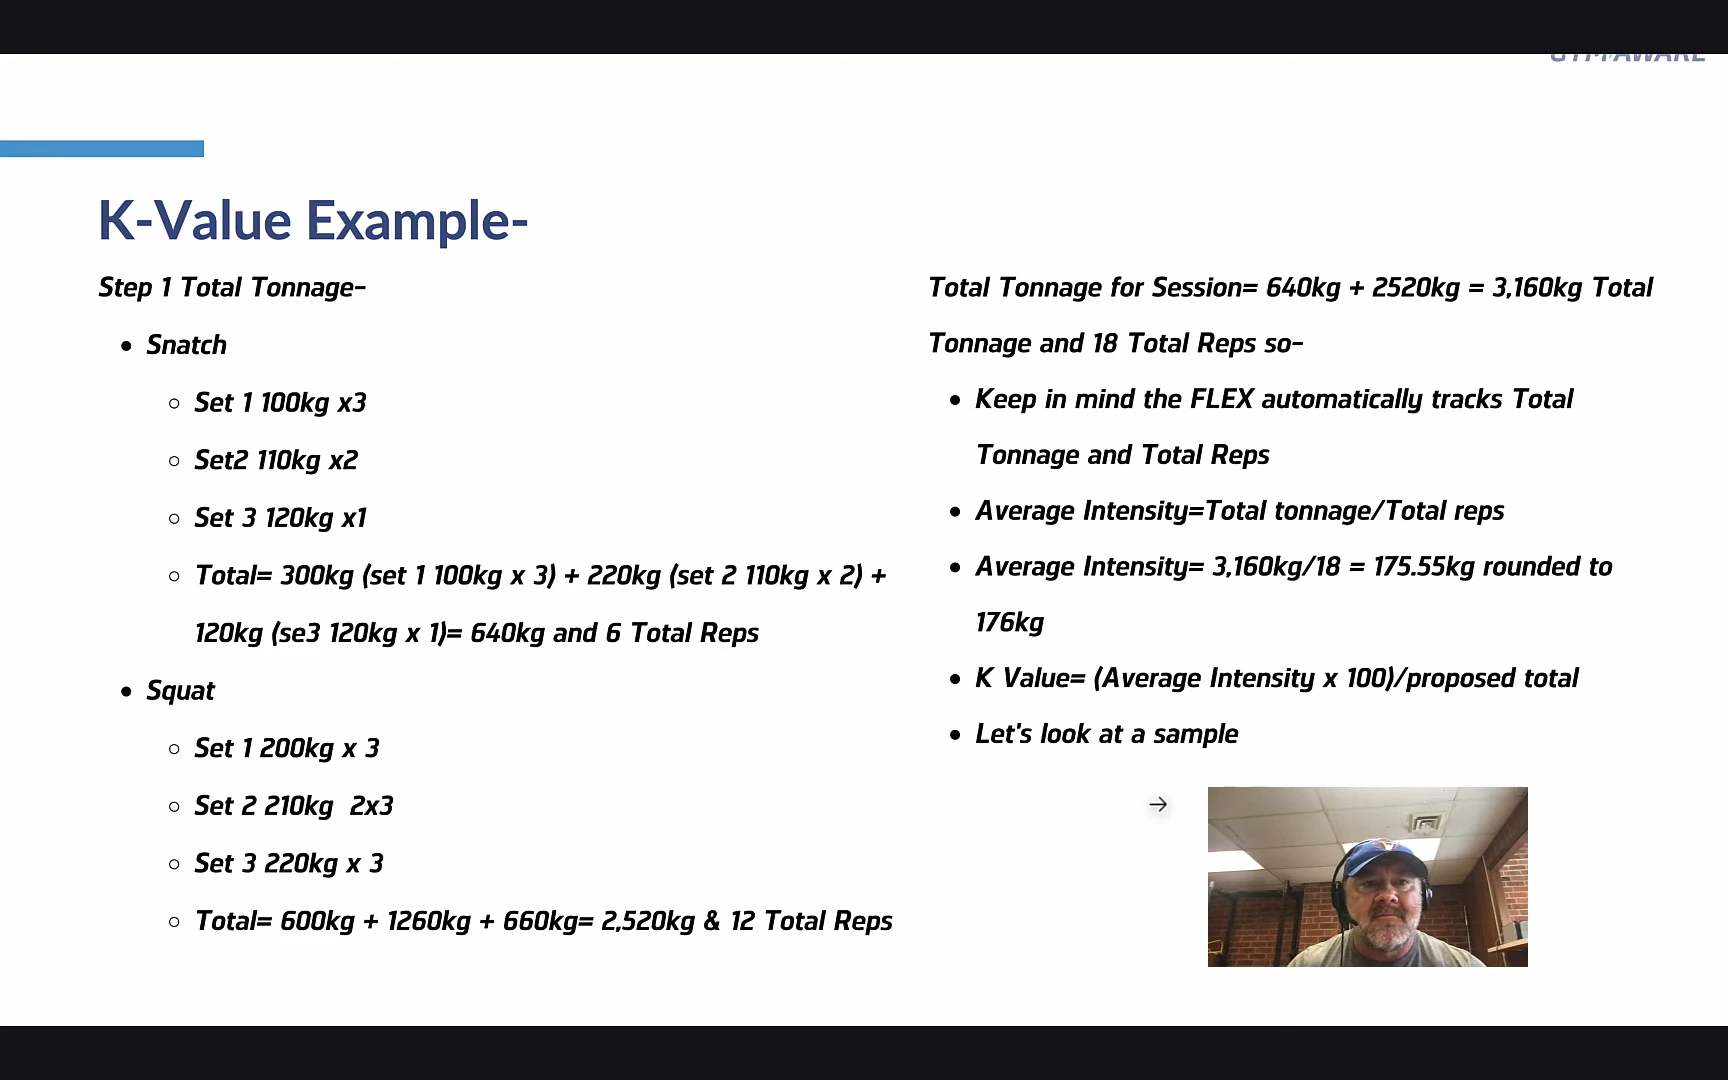 GYMAWARE
K-Value Example-
Step 1 Total Tonnage-
Snatch
Set 1 100kg x3
Set2 110kg x2
Set 3 120kg x1
Total= 300kg (set 1 100kg x 3) + 220kg (set 2 110kg x 2) +
120kg (se3 120kg x 1)= 640kg and 6 Total Reps
Squat
Set 1 200kg x 3
Set 2 210kg 2x3
Set 3 220kg x 3
Total= 600kg + 1260kg + 660kg= 2,520kg & 12 Total Reps
Total Tonnage for Session= 640kg + 2520kg = 3,160kg Total
Tonnage and 18 Total Reps so-
Keep in mind the FLEX automatically tracks Total
Tonnage and Total Reps
Average Intensity=Total tonnage/Total reps
Average Intensity= 3,160kg/18 = 175.55kg rounded to
176kg
K Value= (Average Intensity x 100)/proposed total
Let's look at a sample